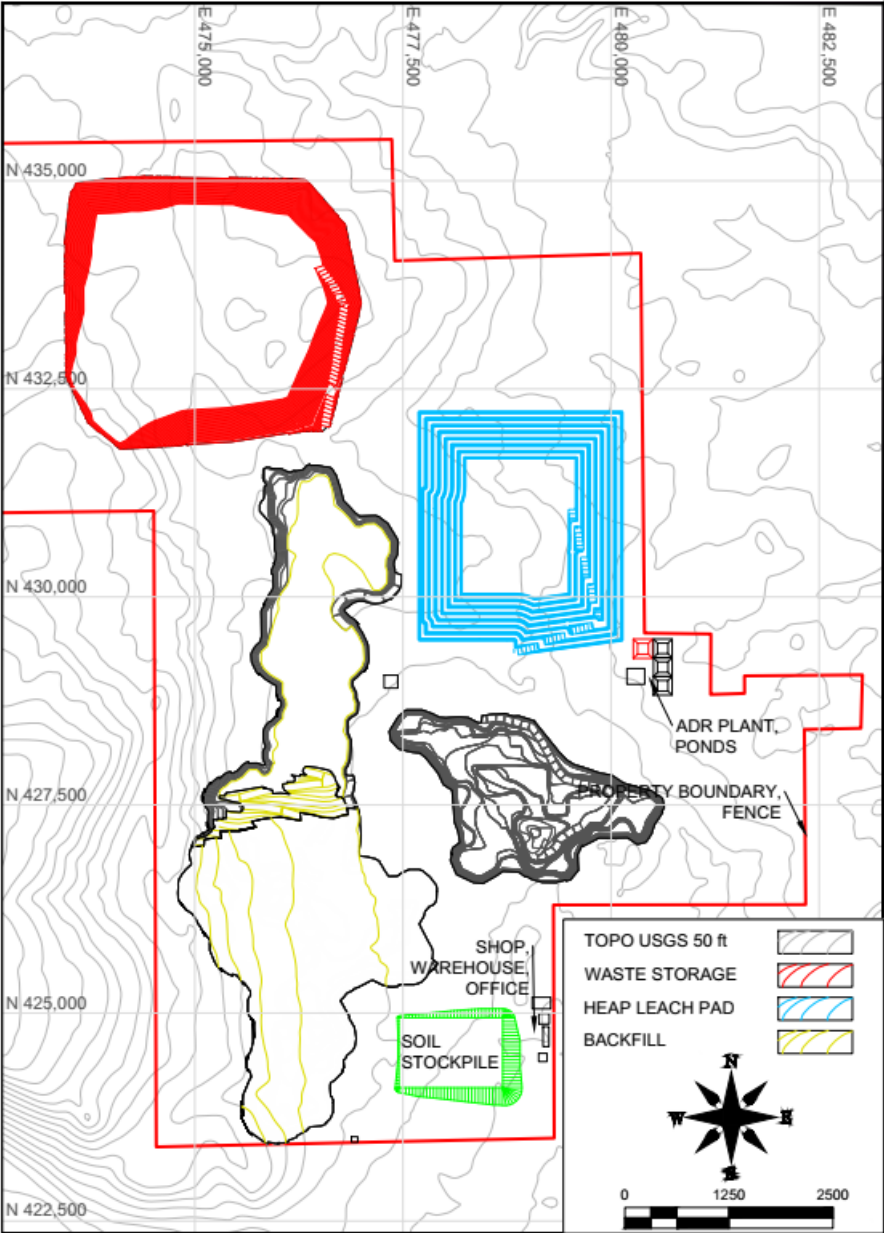 E 475,000
E 477,500
E 480,000
E 482,500
N 435,000
N 432,500
N 430,000
ADR PLANT,
PONDS
N 427,500
PROPERTY BOUNDARY,
FENCE
SHOP,
WAREHOUSE,
OFFICE
N 425,000
SOIL
STOCKPILE
N 422,500
TOPO USGS 50 ft
WASTE STORAGE
HEAP LEACH PAD
BACKFILL
N
W E
S
0 1250 2500